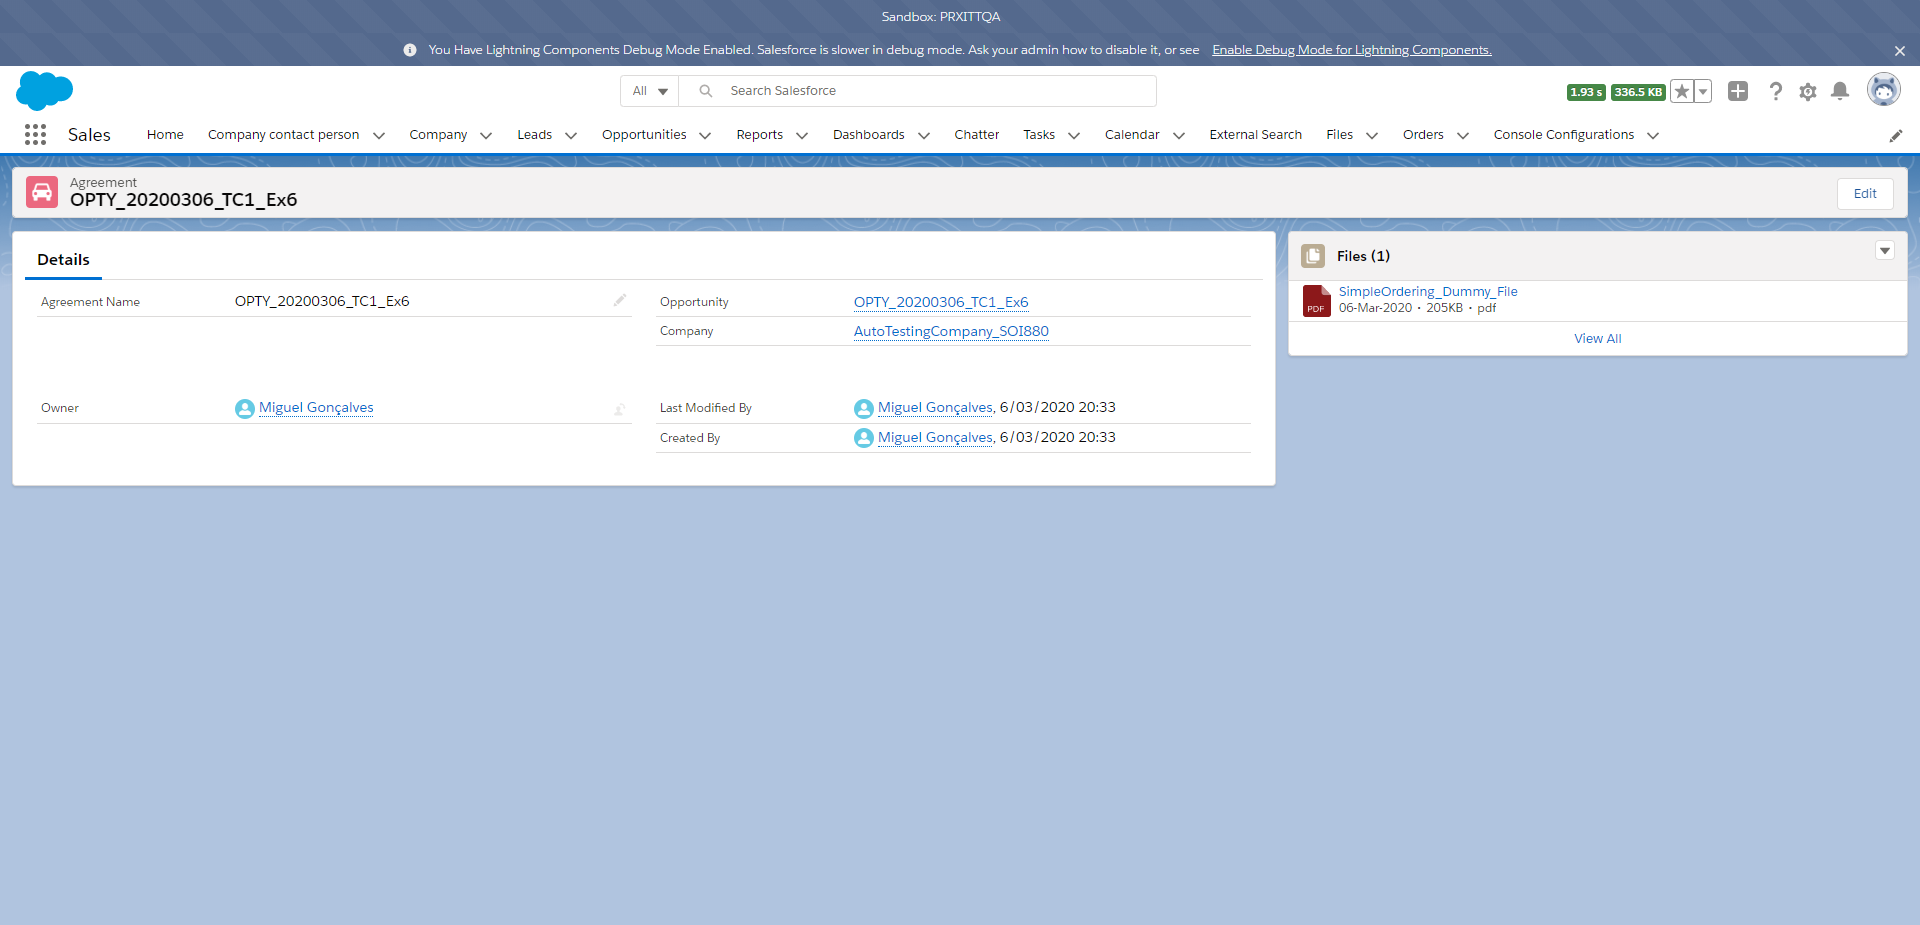 Sandbox: PRXITTQA
You Have Lightning Components Debug Mode Enabled. Salesforce is slower in debug mode. Ask your admin how to disable it, or see Enable Debug Mode for Lightning Components.
All Search Salesforce 1.93 s 336.5 KB
Sales Home Company contact person Company Leads Opportunities Reports Dashboards Chatter Tasks Calendar External Search Files Orders Console Configurations
Agreement
OPTY_20200306_TC1_Ex6
Edit
Details
Agreement Name OPTY_20200306_TC1_Ex6
Opportunity OPTY_20200306_TC1_Ex6
Company AutoTestingCompany_SOI880
Owner Miguel Gonçalves
Last Modified By Miguel Gonçalves, 6/03/2020 20:33
Created By Miguel Gonçalves, 6/03/2020 20:33
Files (1)
PDF
SimpleOrdering_Dummy_File
06-Mar-2020 • 205KB • pdf
View All